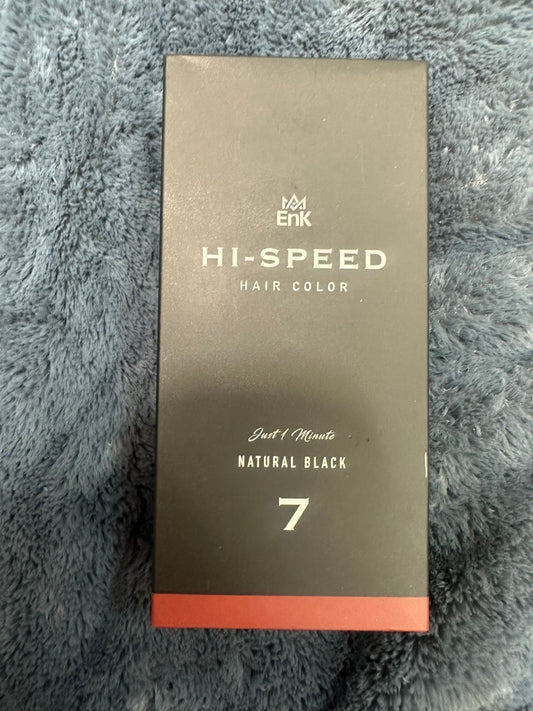 EnK
HI-SPEED
HAIR COLOR
Just 1 Minute
NATURAL BLACK
7